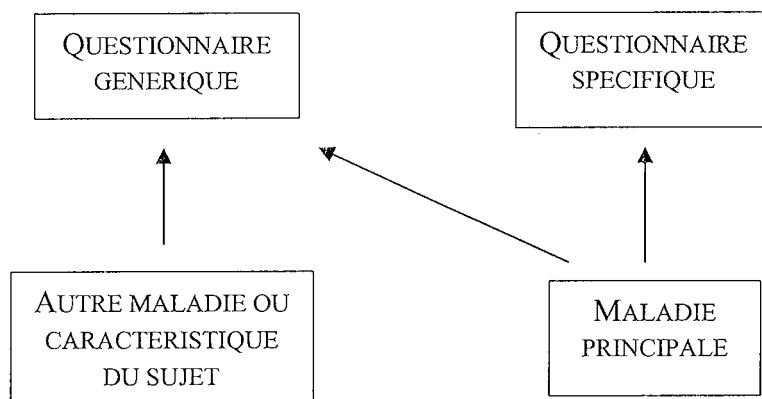 QUESTIONNAIRE
GENERIQUE
QUESTIONNAIRE
SPECIFIQUE
AUTRE MALADIE OU
CARACTERISTIQUE
DU SUJET
MALADIE
PRINCIPALE